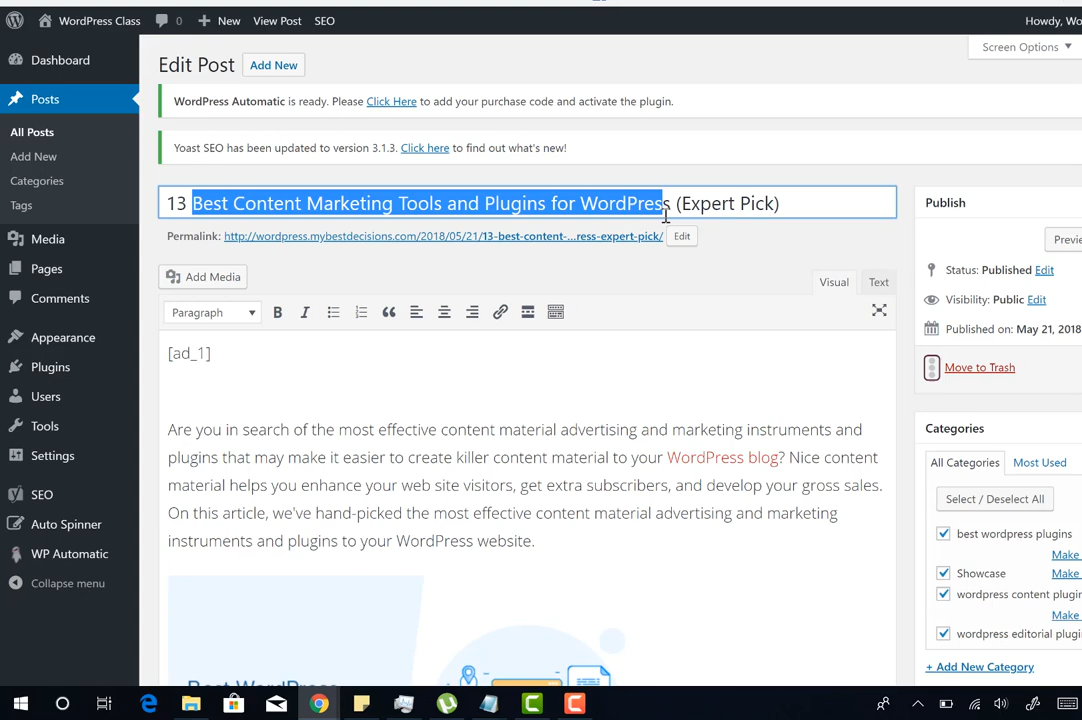 WordPress Class 0 New View Post SEO Howdy, Wo
Screen Options
Dashboard
Posts
All Posts
Add New
Categories
Tags
Media
Pages
Comments
Appearance
Plugins
Users
Tools
Settings
SEO
Auto Spinner
WP Automatic
Collapse menu
Edit Post Add New
WordPress Automatic is ready. Please Click Here to add your purchase code and activate the plugin.
Yoast SEO has been updated to version 3.1.3. Click here to find out what's new!
13 Best Content Marketing Tools and Plugins for WordPress (Expert Pick)
Permalink: http://wordpress.mybestdecisions.com/2018/05/21/13-best-content-...ress-expert-pick/ Edit
Add Media
Visual Text
Paragraph B I
[ad_1]
Are you in search of the most effective content material advertising and marketing instruments and
plugins that may make it easier to create killer content material to your WordPress blog? Nice content
material helps you enhance your web site visitors, get extra subscribers, and develop your gross sales.
On this article, we've hand-picked the most effective content material advertising and marketing
instruments and plugins to your WordPress website.
Best WordPress
Publish
Previe
Status: Published Edit
Visibility: Public Edit
Published on: May 21, 2018
Move to Trash
Categories
All Categories Most Used
Select / Deselect All
best wordpress plugins
Make
Showcase Make
wordpress content plugin
Make
wordpress editorial plugi
+ Add New Category